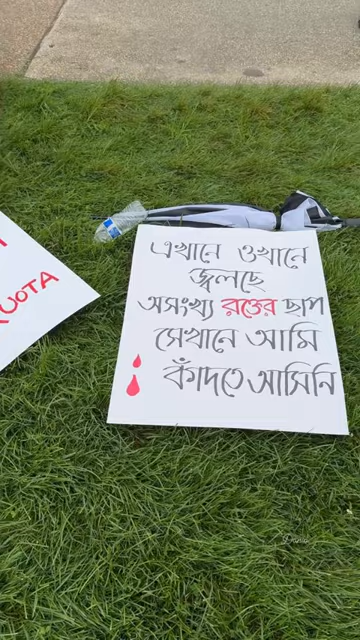 এখানে ওখানে
জ্বলছে
অসংখ্য রক্তের ছাপ
সেখানে আমি
কাঁদতে আসিনি
QUOTA